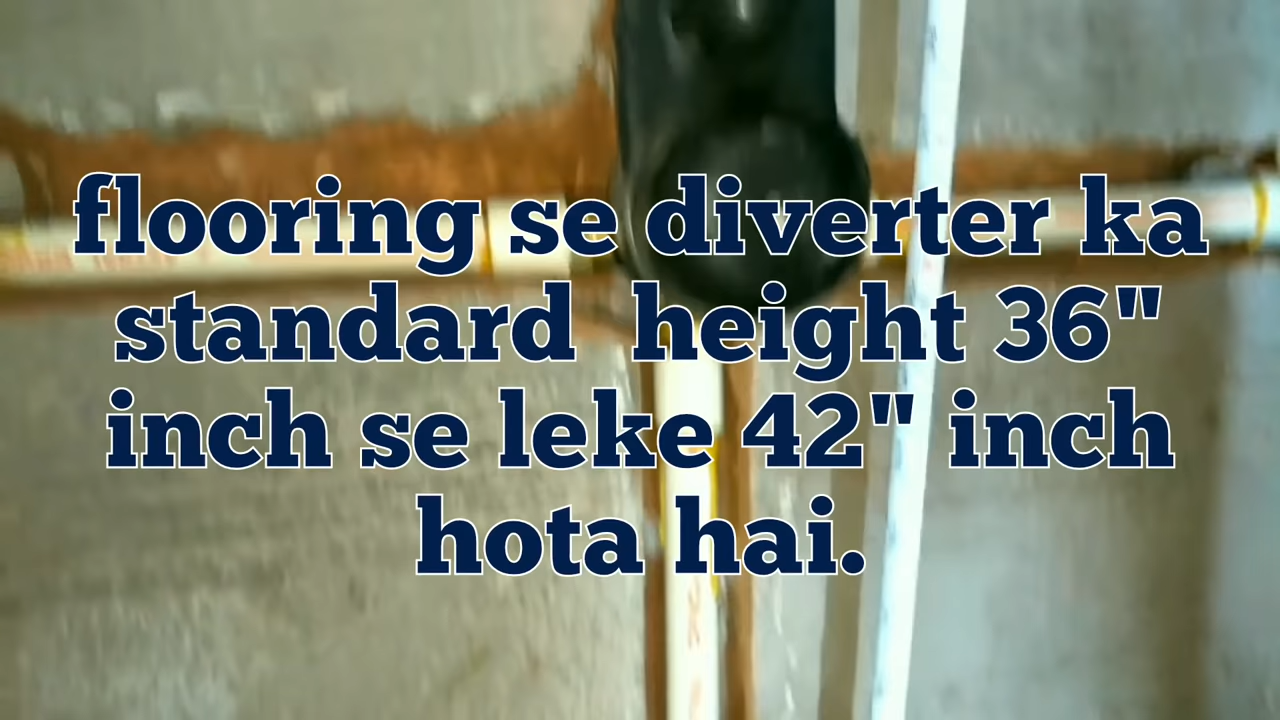 flooring se diverter ka
standard  height 36"
inch se leke 42" inch
hota hai.